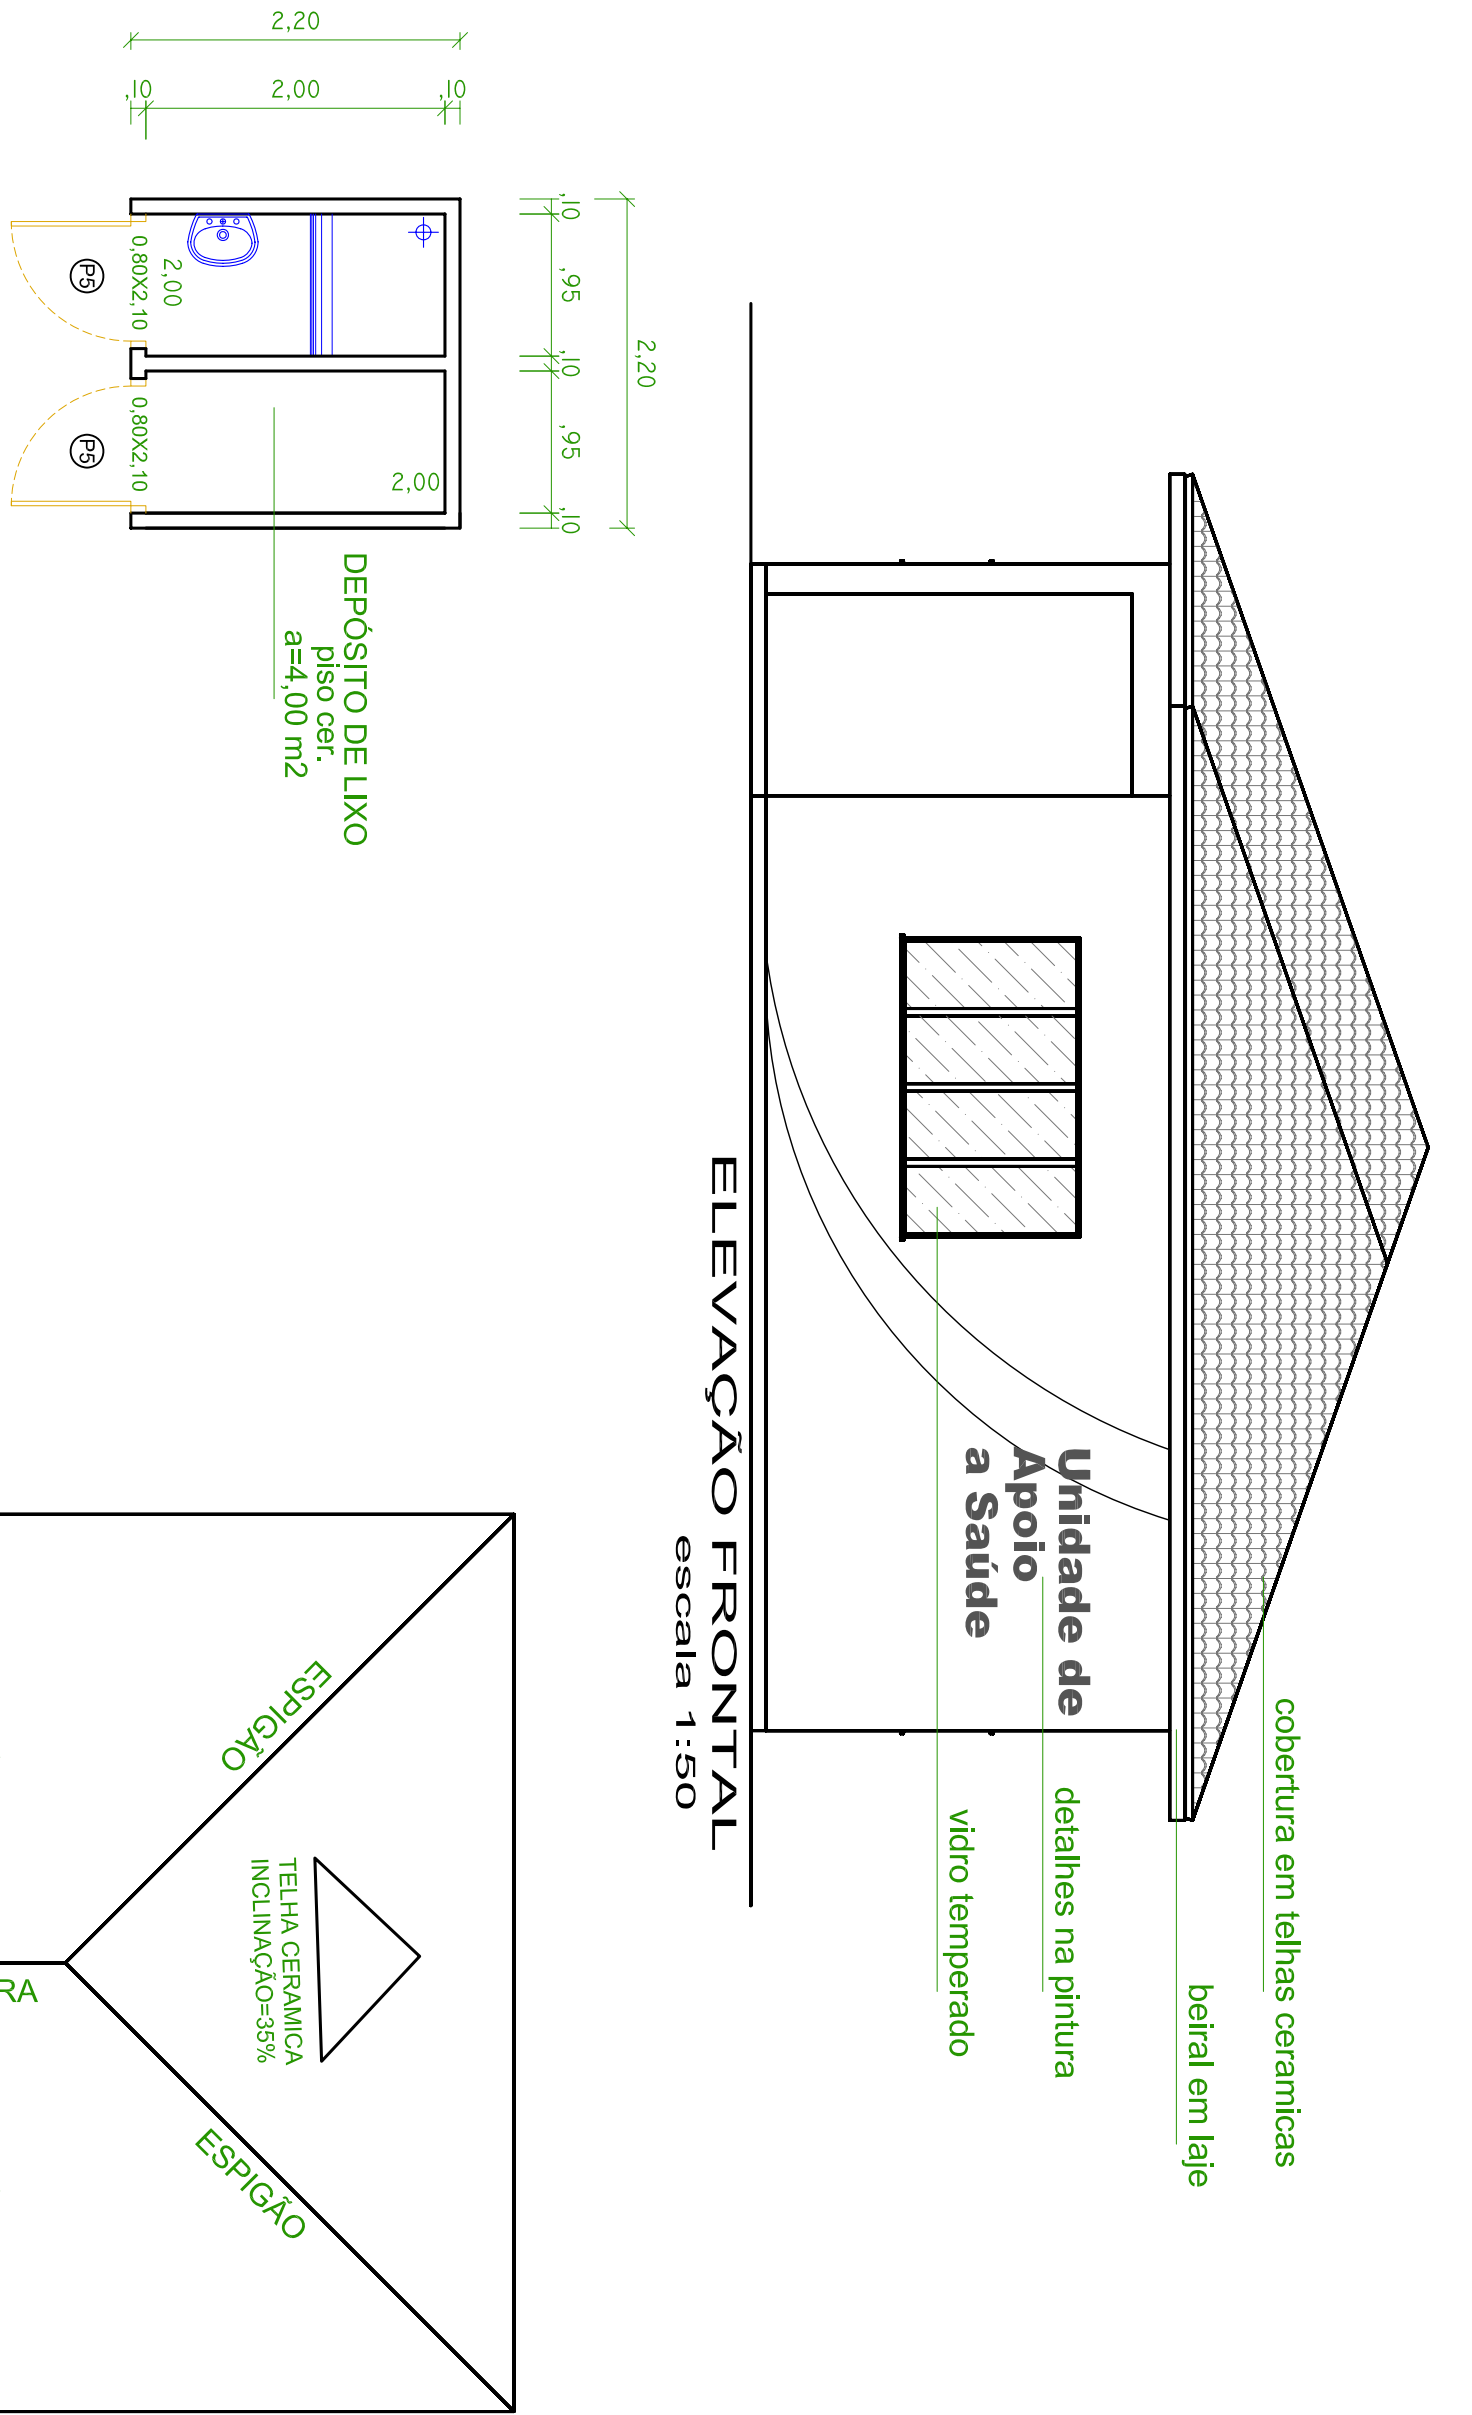 cobertura em telhas ceramicas
beiral em laje
detalhes na pintura
vidro temperado
Unidade de
Apoio
a Saúde
ELEVAÇÃO FRONTAL
escala 1:50
2,20
,10
,95
,10
,95
,10
2,20
,10
2,00
,10
2,00
2,00
0,80X2,10
0,80X2,10
P5
P5
DEPÓSITO DE LIXO
piso cer.
a=4,00 m2
ESPIGÃO
TELHA CERAMICA
INCLINAÇÃO=35%
ESPIGÃO
RA